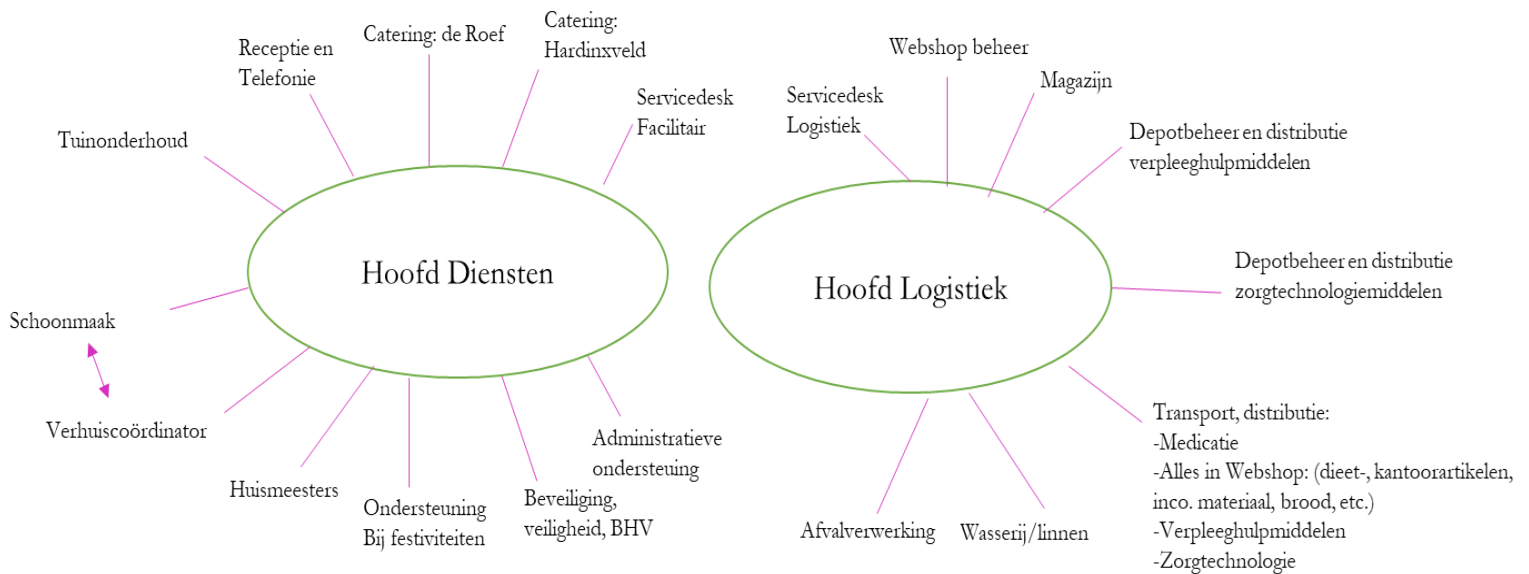 Receptie en
Telefonie
Catering: de Roef
Catering:
Hardinxveld
Servicedesk
Facilitair
Tuinonderhoud
Hoofd Diensten
Schoonmaak
Verhuiscoördinator
Huismeesters
Ondersteuning
Bij festiviteiten
Beveiliging,
veiligheid, BHV
Administratieve
ondersteuing
Servicedesk
Logistiek
Webshop beheer
Magazijn
Depotbeheer en distributie
verpleeghulpmiddelen
Hoofd Logistiek
Depotbeheer en distributie
zorgtechnologiemiddelen
Afvalverwerking
Wasserij/linnen
Transport, distributie:
-Medicatie
-Alles in Webshop: (dieet-, kantoorartikelen,
inco. materiaal, brood, etc.)
-Verpleeghulpmiddelen
-Zorgtechnologie